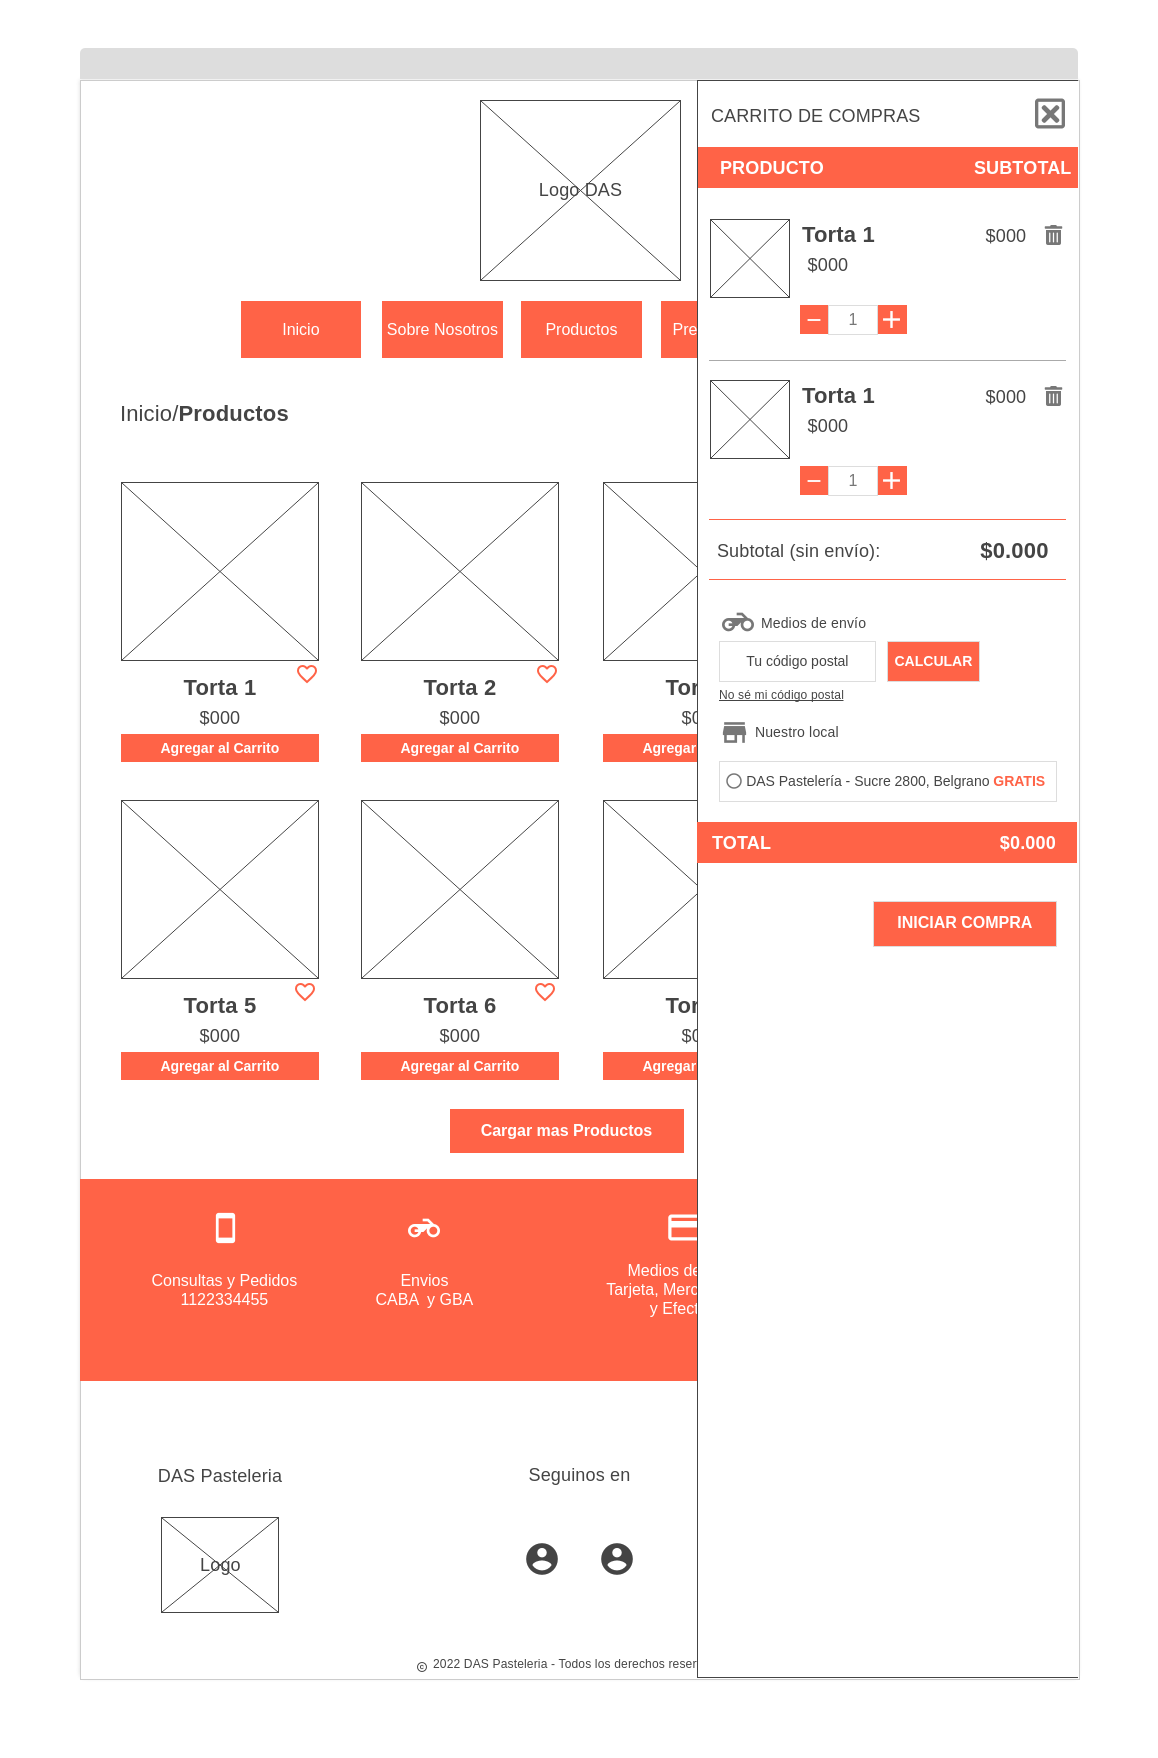 Logo DAS
Inicio
Sobre Nosotros
Productos
Pre
Inicio/Productos
Torta 1
$000
Agregar al Carrito
Torta 2
$000
Agregar al Carrito
Tor
$0
Agregar
Torta 5
$000
Agregar al Carrito
Torta 6
$000
Agregar al Carrito
Tor
$0
Agregar
Cargar mas Productos
Consultas y Pedidos
1122334455
Envios
CABA y GBA
Medios de
Tarjeta, Merc
y Efect
DAS Pasteleria
Logo
Seguinos en
© 2022 DAS Pasteleria - Todos los derechos reser
CARRITO DE COMPRAS
PRODUCTO SUBTOTAL
Torta 1 $000
$000
1
Torta 1 $000
$000
1
Subtotal (sin envío): $0.000
Medios de envío
Tu código postal CALCULAR
No sé mi código postal
Nuestro local
DAS Pastelería - Sucre 2800, Belgrano GRATIS
TOTAL $0.000
INICIAR COMPRA